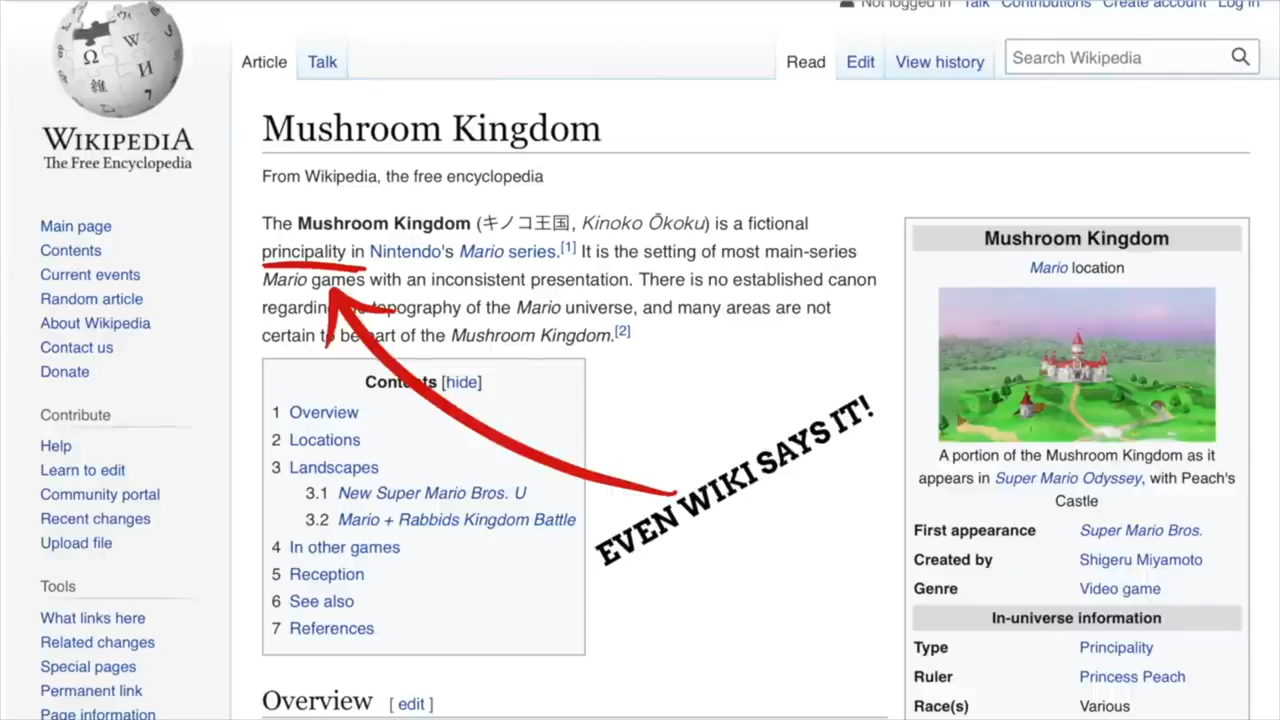 Not logged in Talk Contributions Create account Log in
Article Talk Read Edit View history Search Wikipedia
WIKIPEDIA
The Free Encyclopedia
Main page
Contents
Current events
Random article
About Wikipedia
Contact us
Donate
Contribute
Help
Learn to edit
Community portal
Recent changes
Upload file
Tools
What links here
Related changes
Special pages
Permanent link
Page information
Mushroom Kingdom
From Wikipedia, the free encyclopedia
The Mushroom Kingdom (キノコ王国, Kinoko Ōkoku) is a fictional
principality in Nintendo's Mario series.[1] It is the setting of most main-series
Mario games with an inconsistent presentation. There is no established canon
regarding topography of the Mario universe, and many areas are not
certain to be part of the Mushroom Kingdom.[2]
Contents [hide]
1 Overview
2 Locations
3 Landscapes
3.1 New Super Mario Bros. U
3.2 Mario + Rabbids Kingdom Battle
4 In other games
5 Reception
6 See also
7 References
EVEN WIKI SAYS IT!
Overview [ edit ]
Mushroom Kingdom
Mario location
A portion of the Mushroom Kingdom as it
appears in Super Mario Odyssey, with Peach's
Castle
First appearance Super Mario Bros.
Created by Shigeru Miyamoto
Genre Video game
In-universe information
Type Principality
Ruler Princess Peach
Race(s) Various